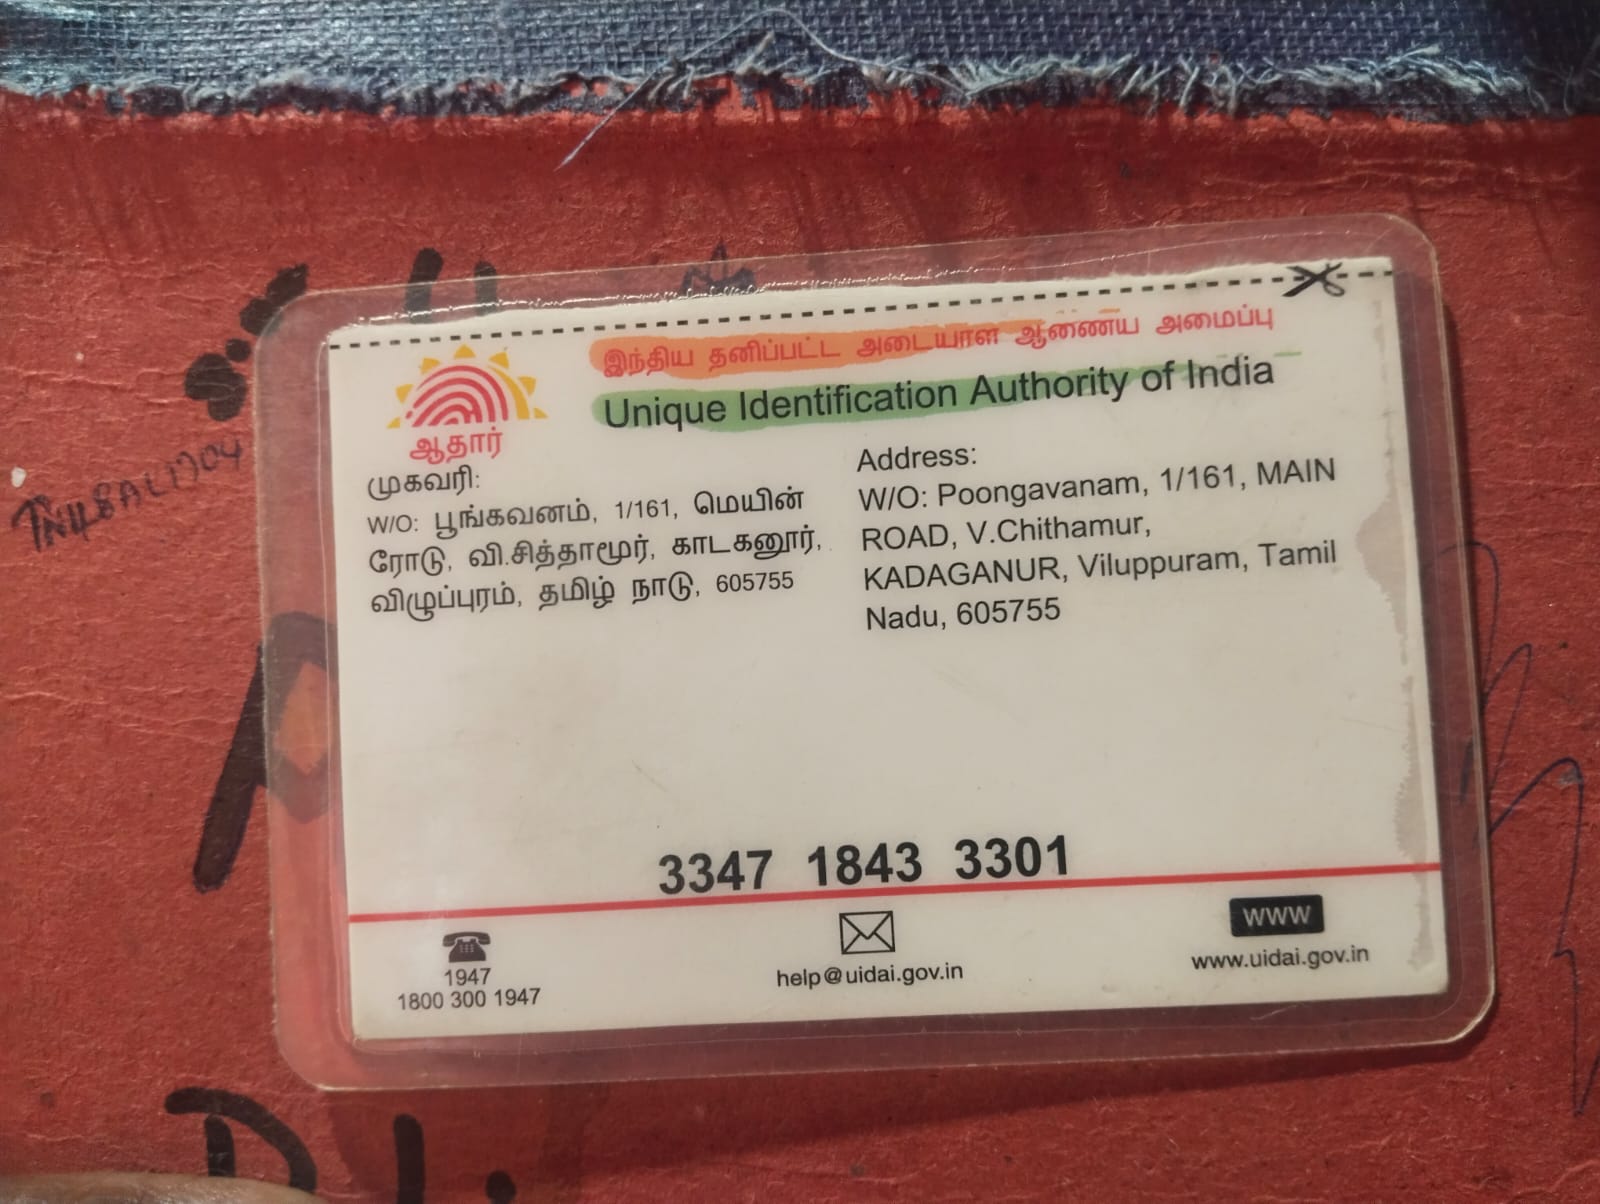 இந்திய தனிப்பட்ட அடையாள ஆணைய அமைப்பு
Unique Identification Authority of India
ஆதார்
முகவரி:
W/O: பூங்கவனம், 1/161, மெயின்
ரோடு, வி.சித்தாமூர், காடகனூர்,
விழுப்புரம், தமிழ் நாடு, 605755
Address:
W/O: Poongavanam, 1/161, MAIN
ROAD, V.Chithamur,
KADAGANUR, Viluppuram, Tamil
Nadu, 605755
3347 1843 3301
1947
1800 300 1947
help@uidai.gov.in
WWW
www.uidai.gov.in